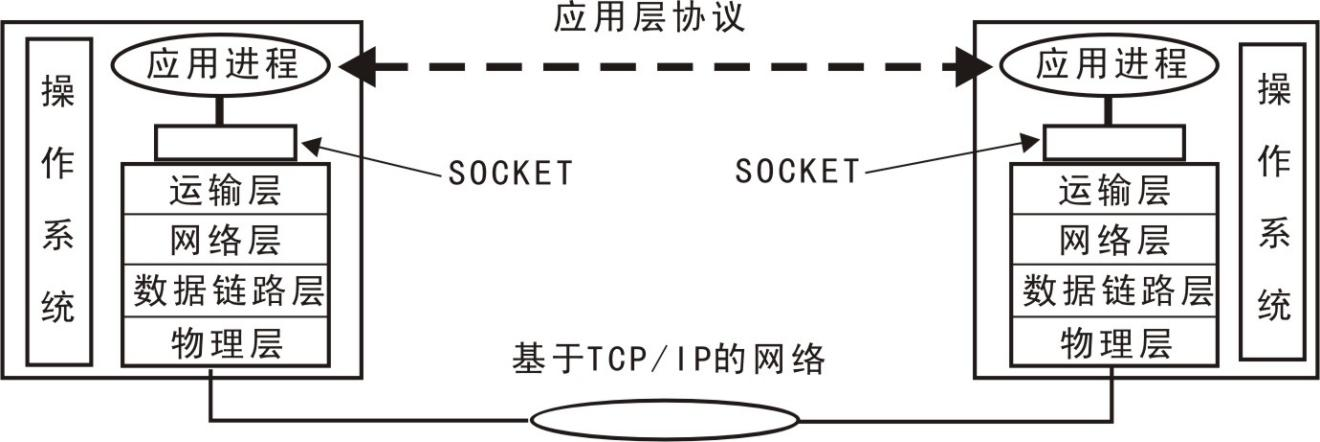 应用层协议
操作系统
应用进程
SOCKET
运输层
网络层
数据链路层
物理层
基于TCP/IP的网络
应用进程
SOCKET
运输层
网络层
数据链路层
物理层
操作系统